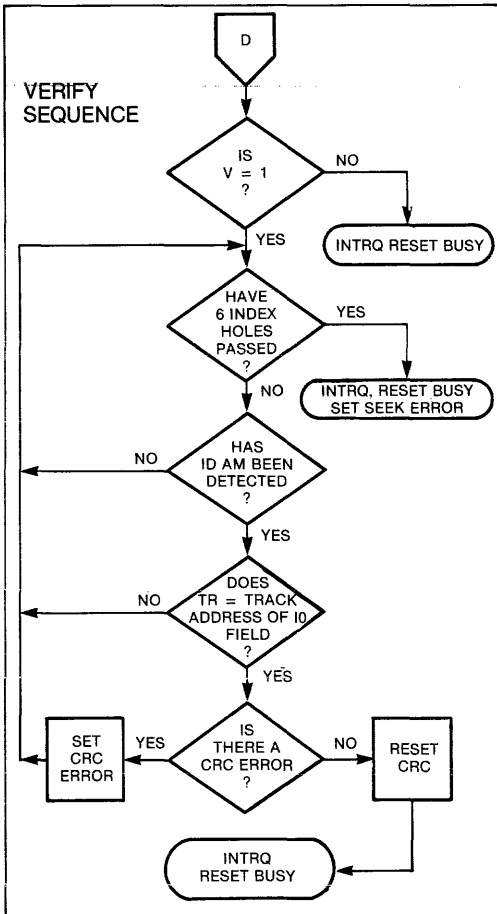 D
VERIFY
SEQUENCE
IS
V = 1
?
NO
YES
INTRQ RESET BUSY
HAVE
6 INDEX
HOLES
PASSED
?
YES
NO
INTRQ, RESET BUSY
SET SEEK ERROR
HAS
ID AM BEEN
DETECTED
?
NO
YES
DOES
TR = TRACK
ADDRESS OF I0
FIELD
?
NO
YES
IS
THERE A
CRC ERROR
?
YES
NO
SET
CRC
ERROR
RESET
CRC
INTRQ
RESET BUSY